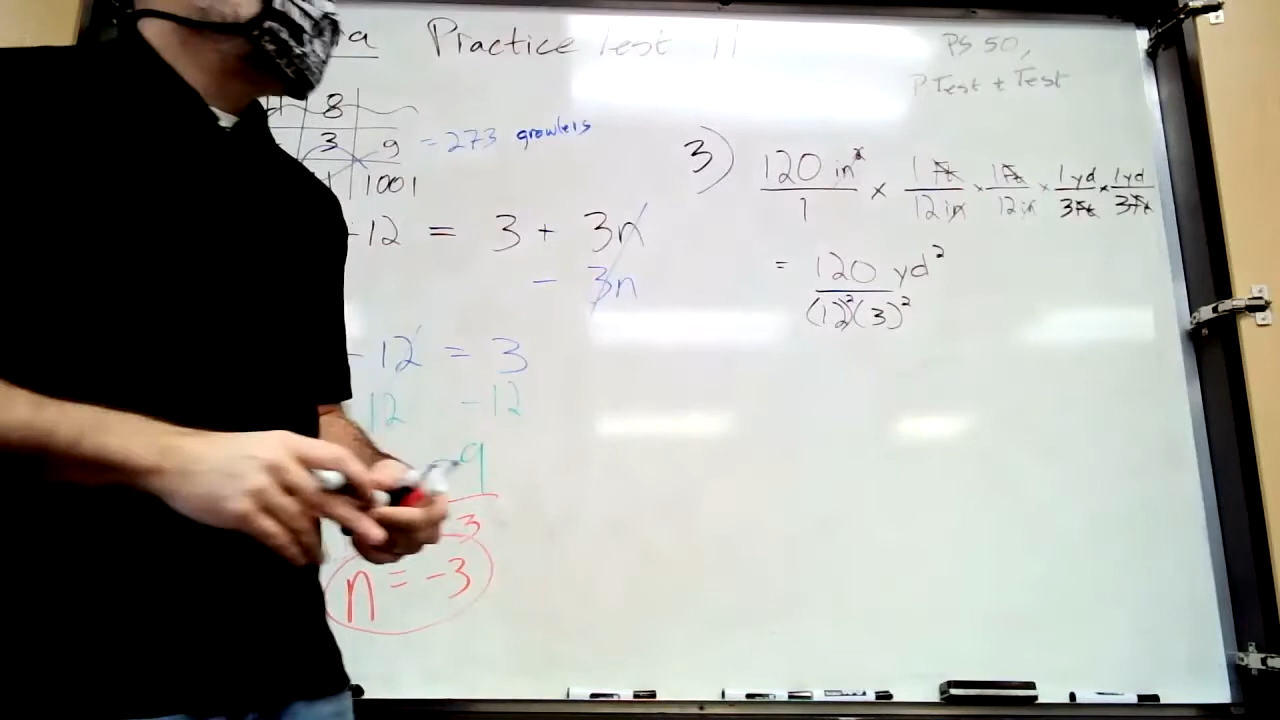 a Practice Test 11
PS 50,
P Test + Test
8
3 9 = 273 growlers
1001
-12 = 3 + 3n
- 3n
- 12 = 3
12 -12
-9
3
n = -3
3) 120 in² / 1 × 1 ft / 12 in × 1 ft / 12 in × 1 yd / 3 ft × 1 yd / 3 ft
= 120 yd² / (12)²(3)²